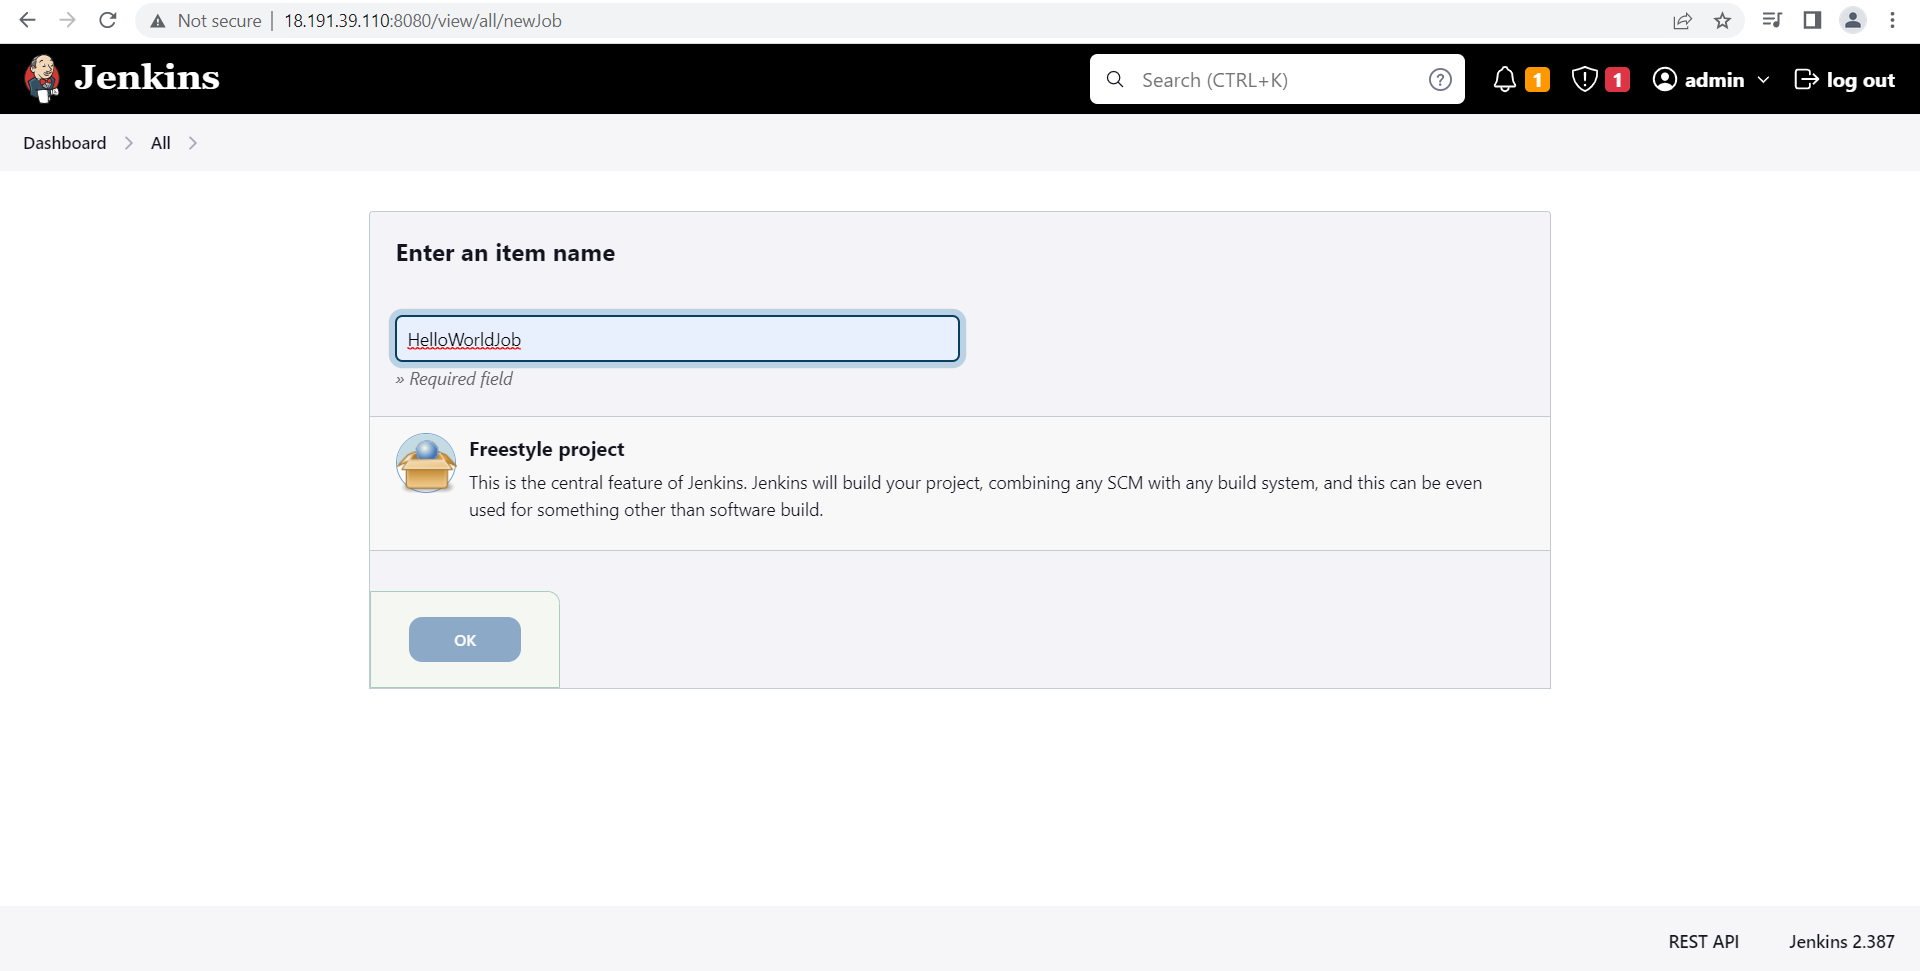 Not secure | 18.191.39.110:8080/view/all/newJob
Jenkins
Search (CTRL+K)
1
1
admin
log out
Dashboard
All
Enter an item name
HelloWorldJob
» Required field
Freestyle project
This is the central feature of Jenkins. Jenkins will build your project, combining any SCM with any build system, and this can be even
used for something other than software build.
OK
REST API
Jenkins 2.387